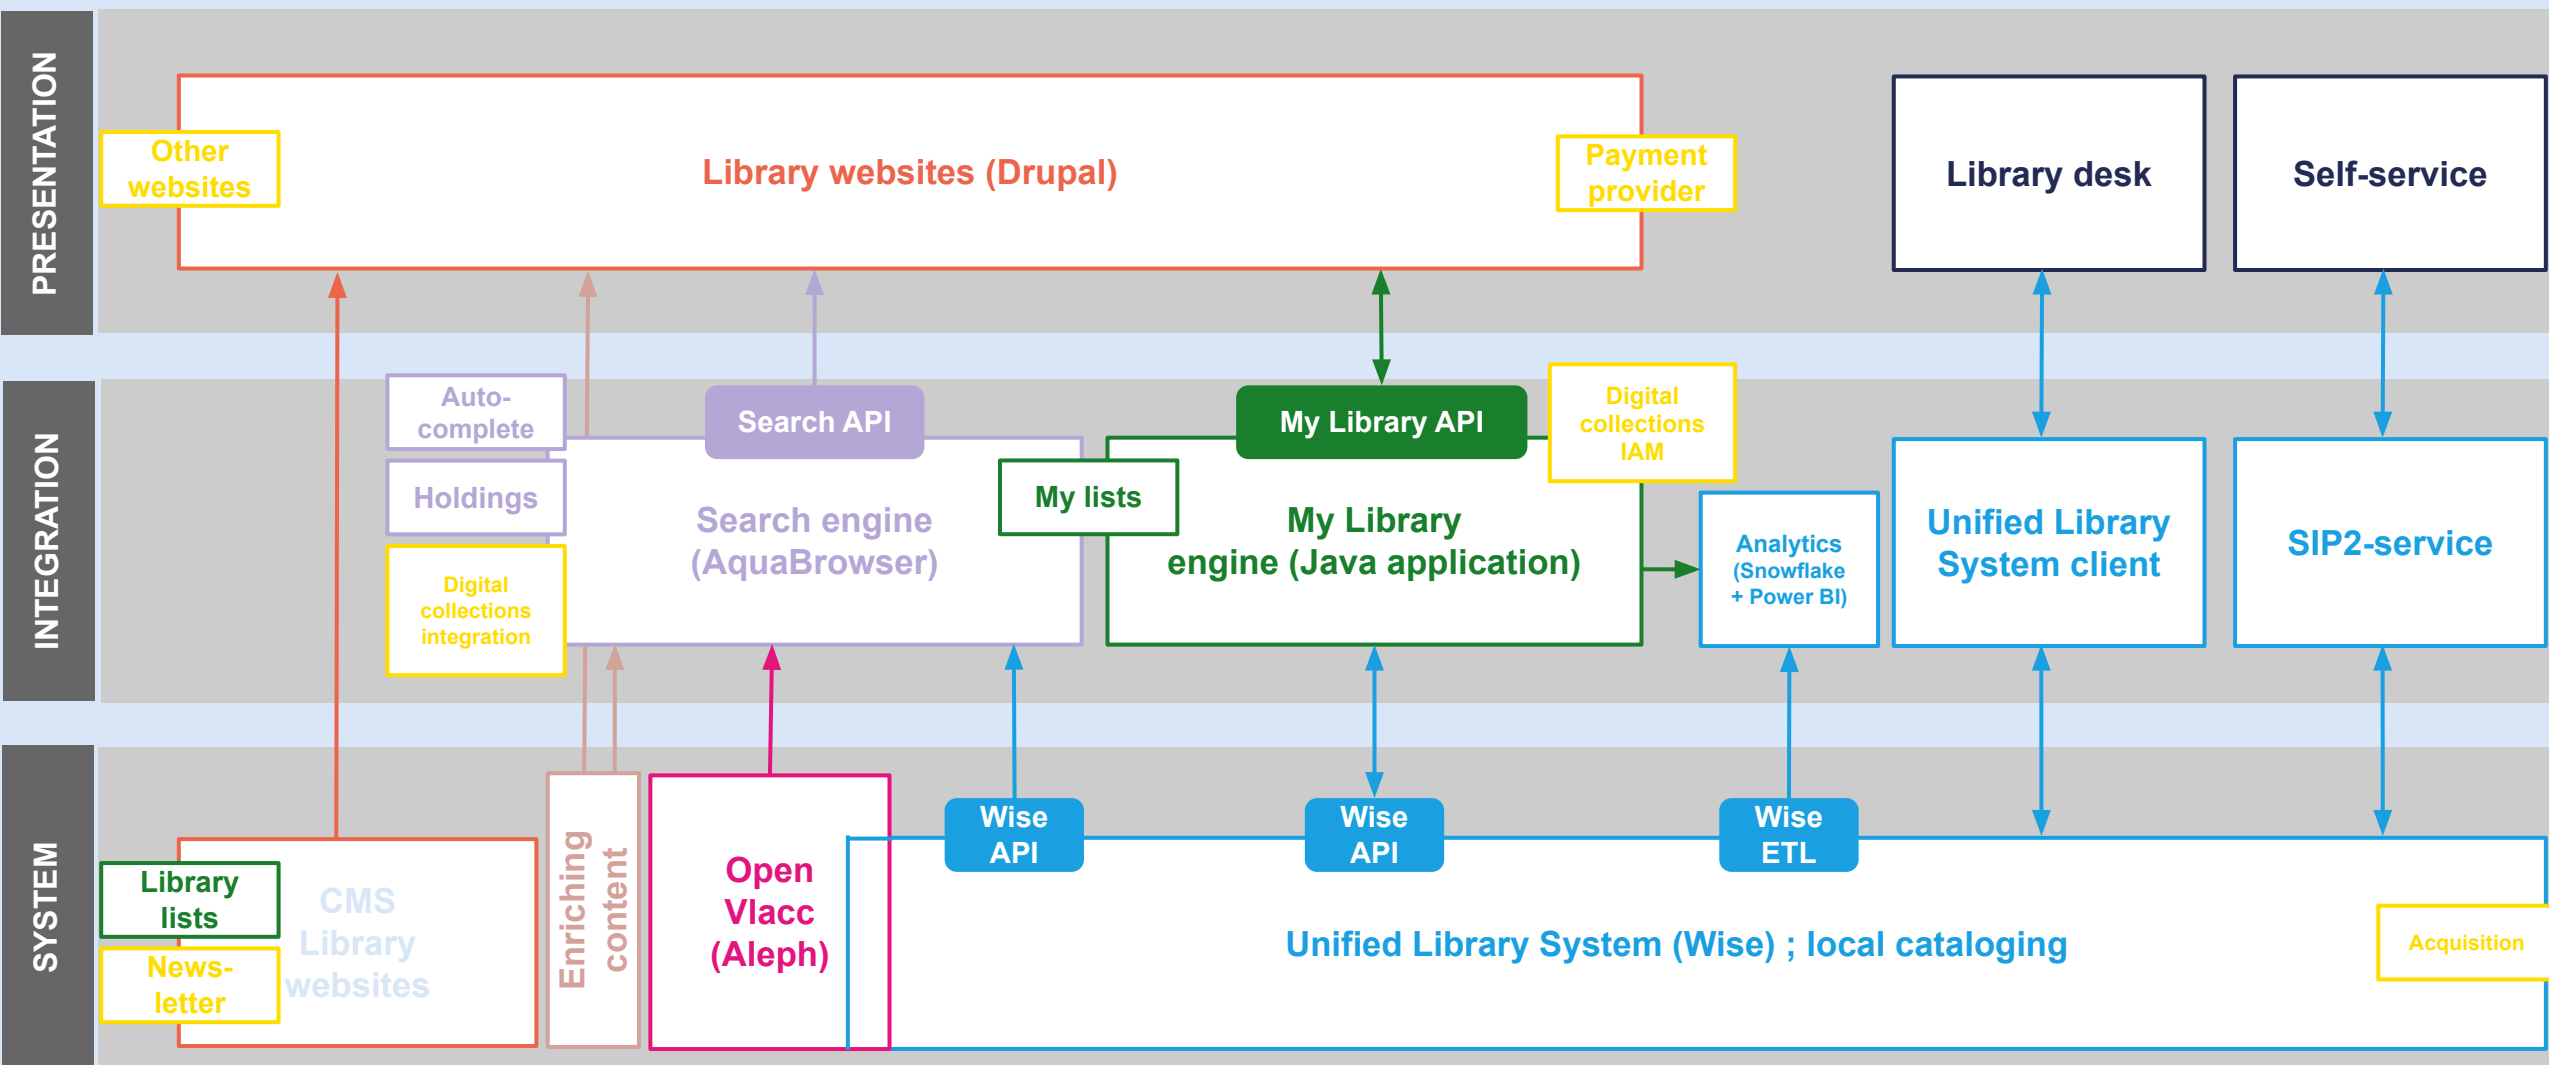 PRESENTATION
Other
websites
Library websites (Drupal)
Payment
provider
Library desk
Self-service
INTEGRATION
Auto-
complete
Holdings
Digital
collections
integration
Search API
Search engine
(AquaBrowser)
My lists
My Library API
My Library
engine (Java application)
Digital
collections
IAM
Analytics
(Snowflake
+ Power BI)
Unified Library
System client
SIP2-service
SYSTEM
Library
lists
News-
letter
CMS
Library
websites
Enriching
content
Open
Vlacc
(Aleph)
Wise
API
Wise
API
Wise
ETL
Unified Library System (Wise) ; local cataloging
Acquisition